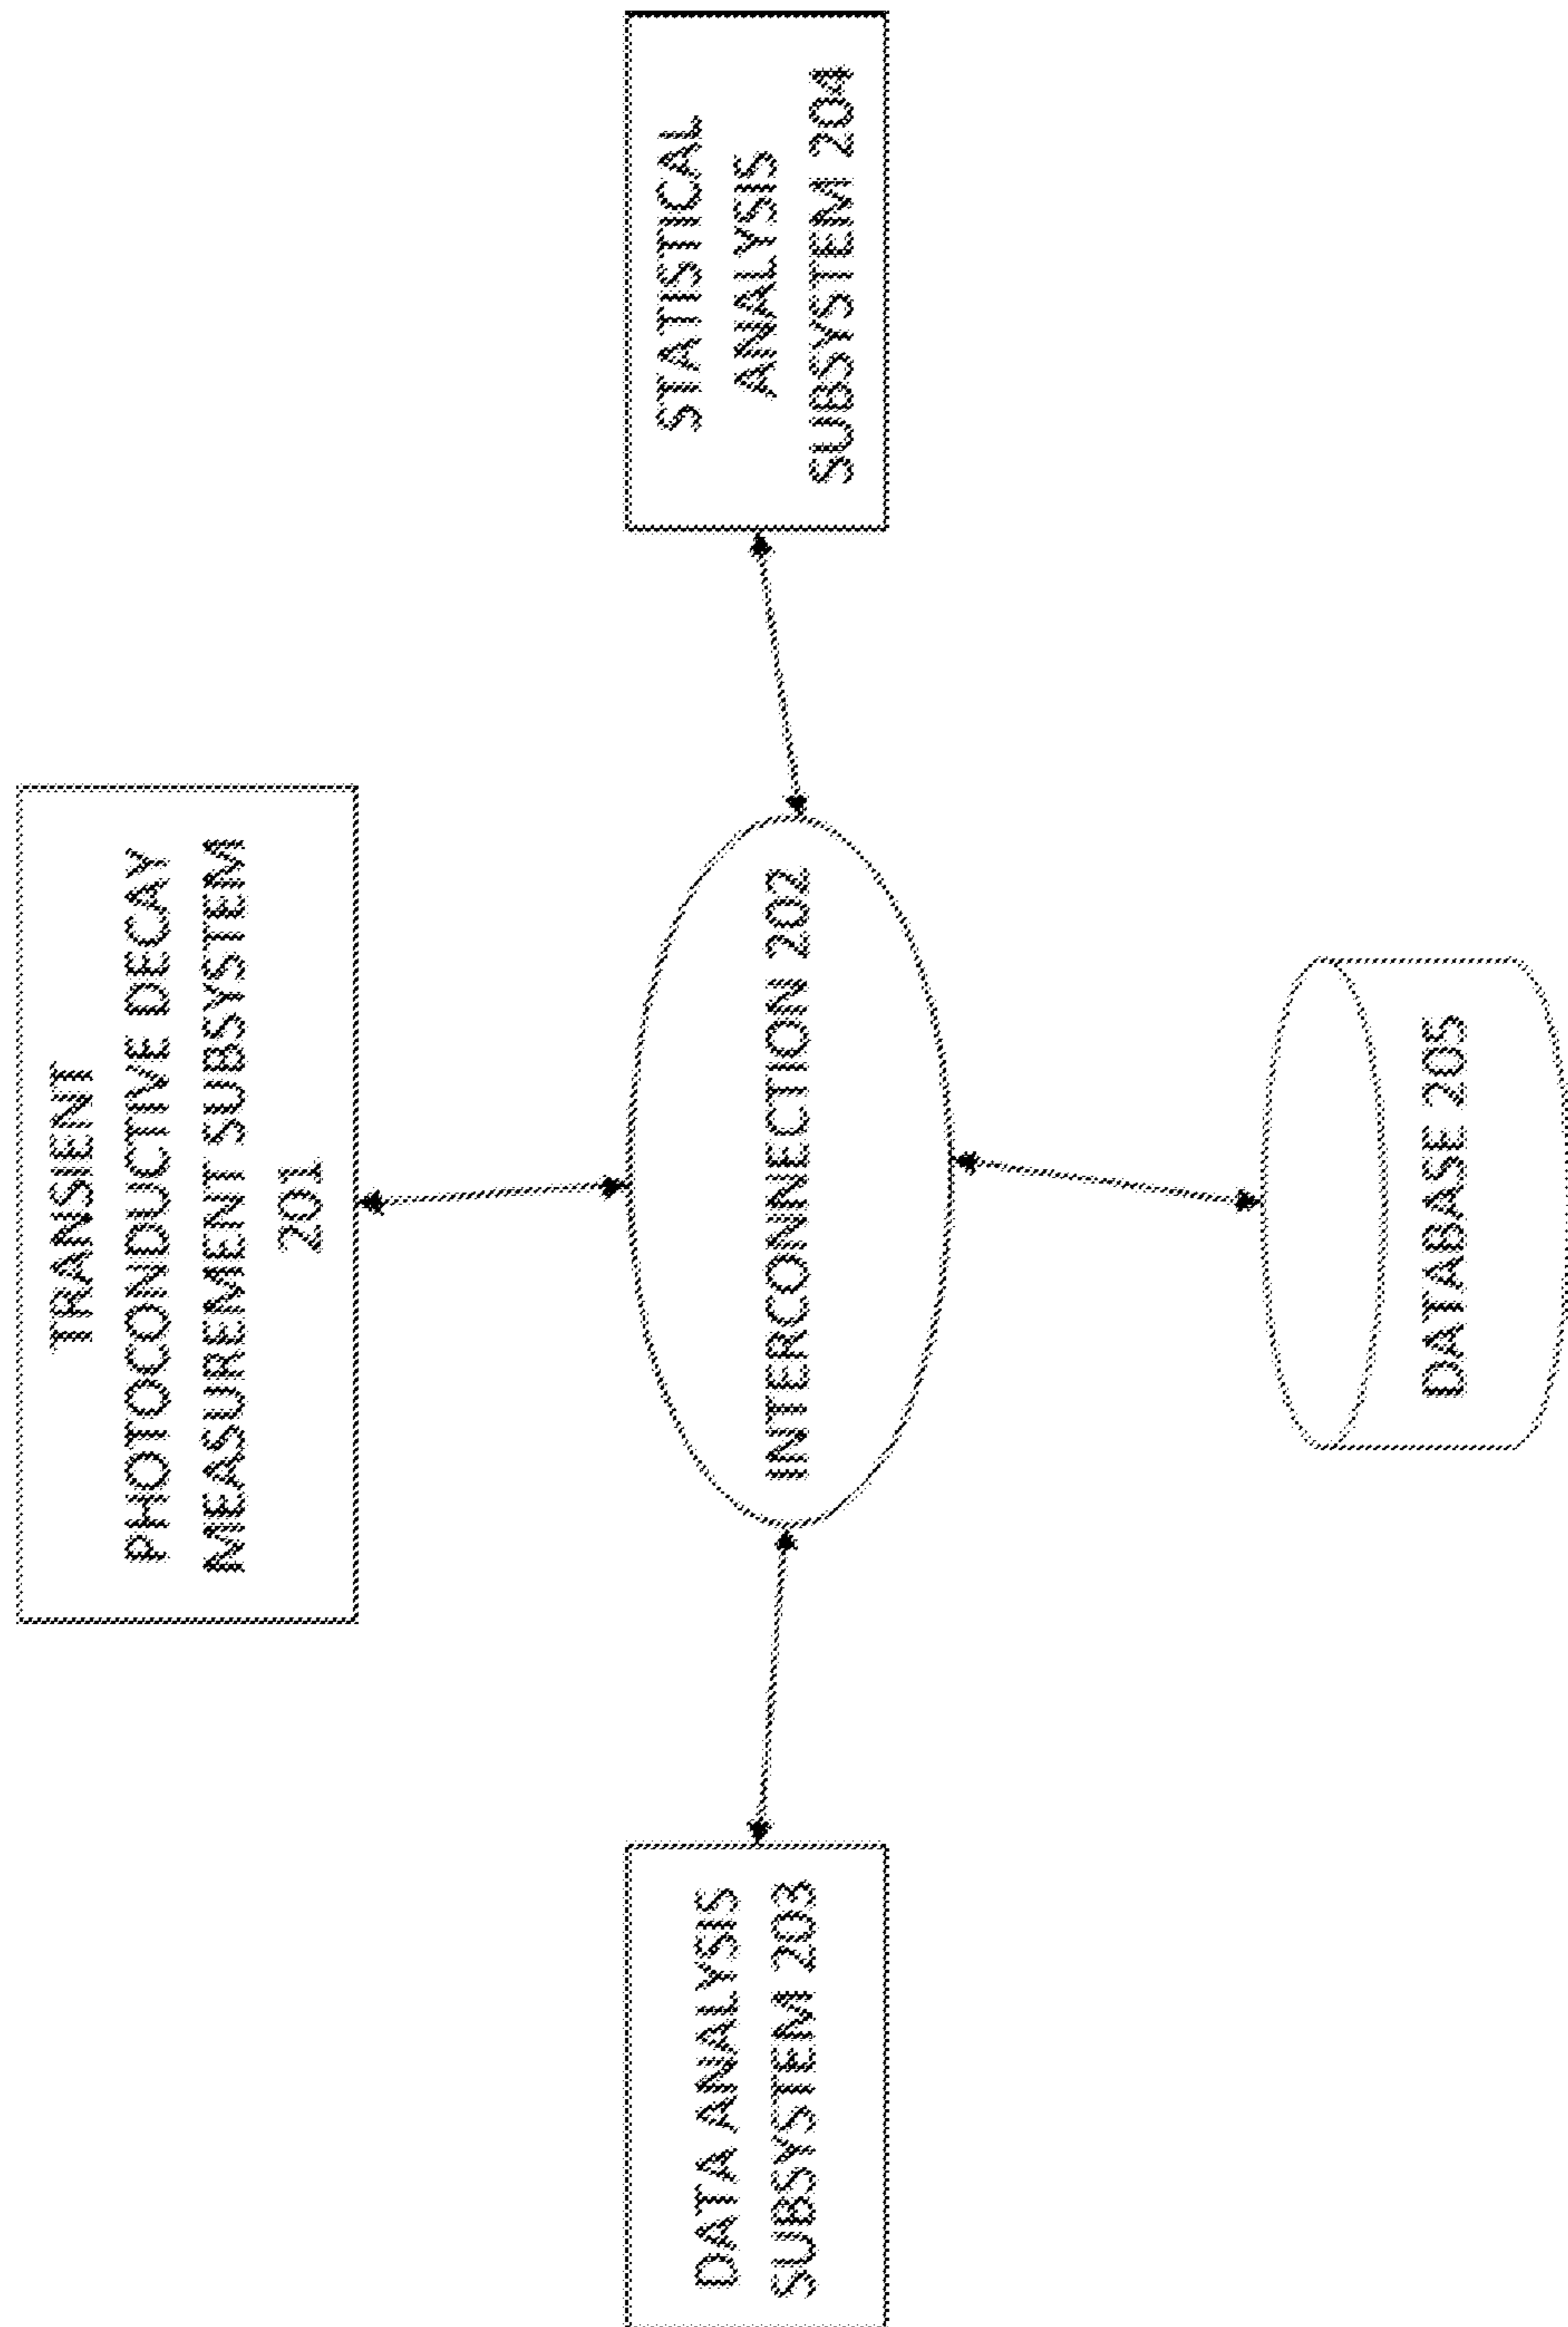 TRANSIENT
PHOTOCONDUCTIVE DECAY
MEASUREMENT SUBSYSTEM
201
DATA ANALYSIS
SUBSYSTEM 203
INTERCONNECTION 202
STATISTICAL
ANALYSIS
SUBSYSTEM 204
DATABASE 205